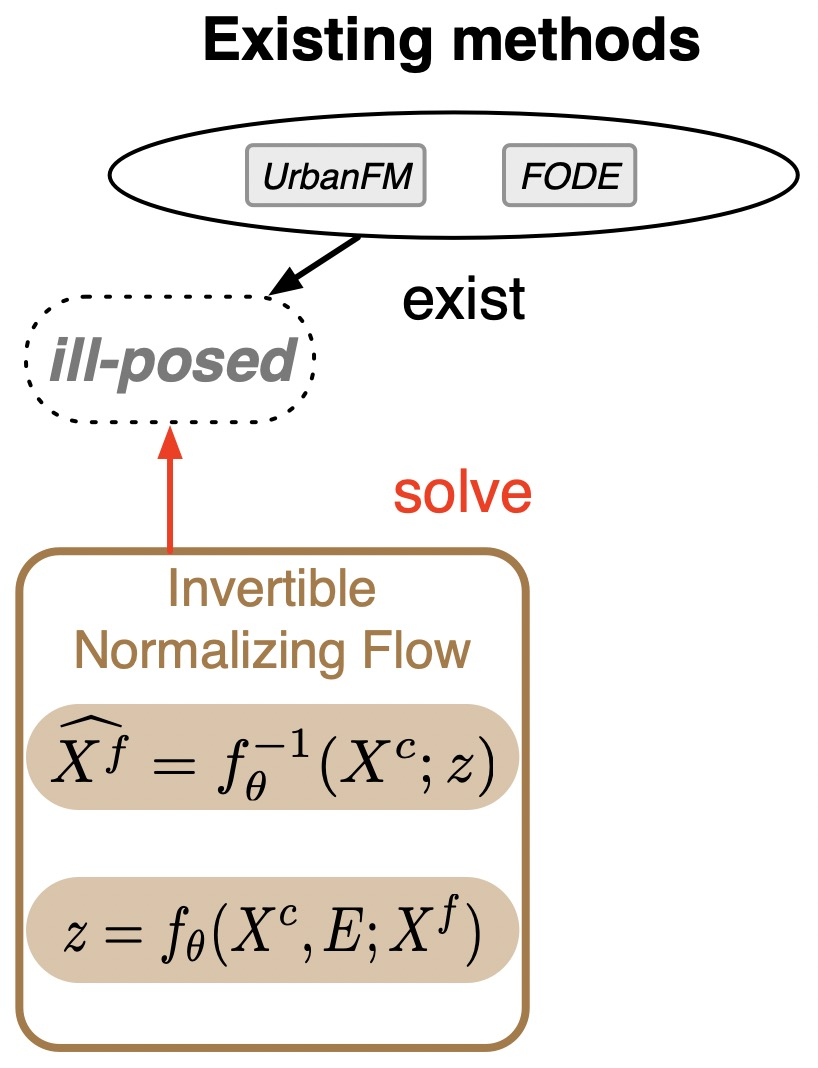 Existing methods
UrbanFM FODE
exist
ill-posed
solve
Invertible
Normalizing Flow
$\widehat{X^f} = f_\theta^{-1}(X^c; z)$
$z = f_\theta(X^c, E; X^f)$